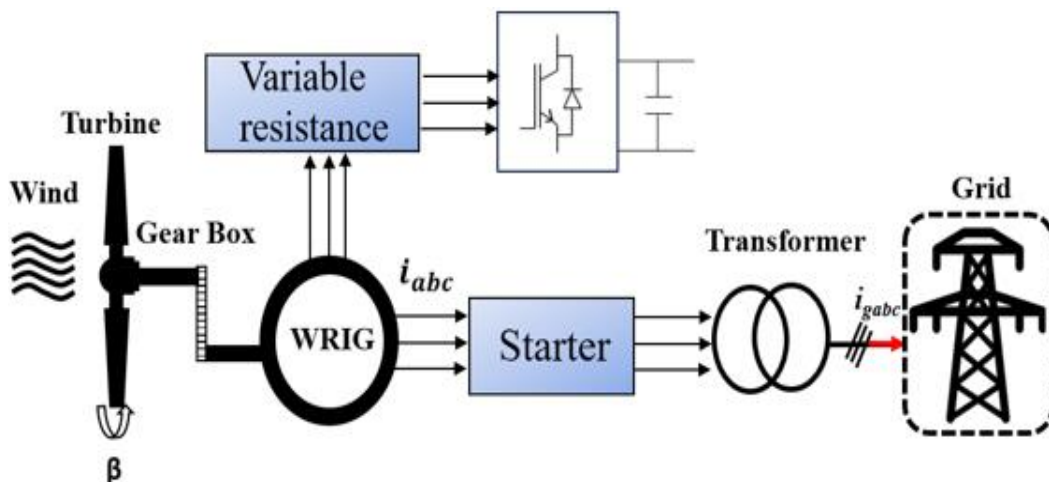 Variable
resistance
Turbine
Wind
Gear Box
Grid
Transformer
i_abc
i_gabc
WRIG
Starter
β